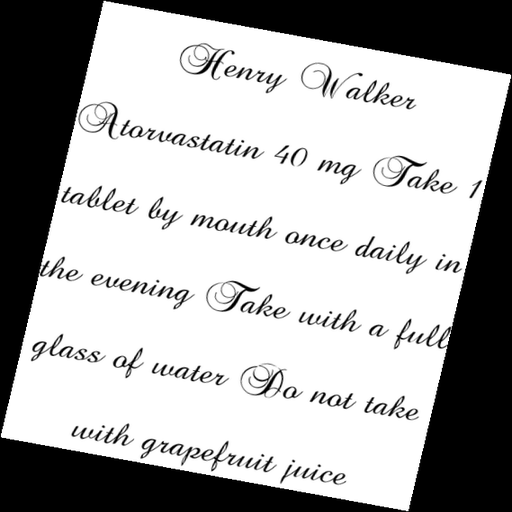 Henry Walker
Atorvastatin 40 mg Take 1
tablet by mouth once daily in
the evening Take with a full
glass of water Do not take
with grapefruit juice